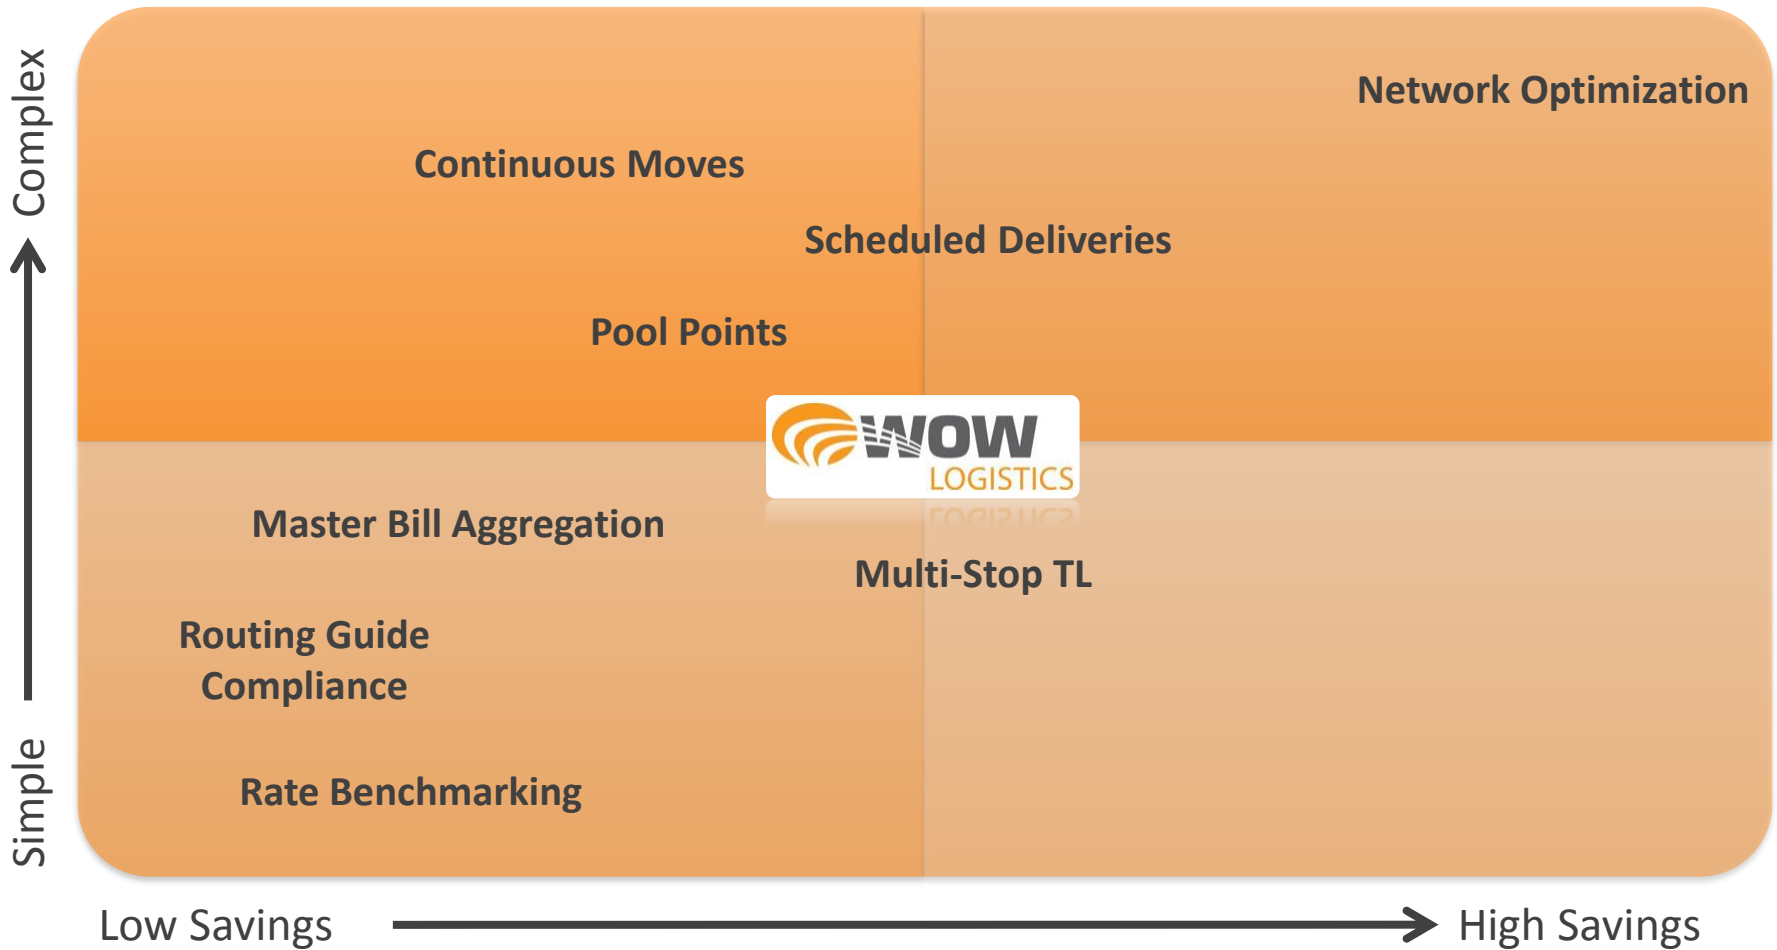 Complex
Network Optimization
Continuous Moves
Scheduled Deliveries
Pool Points
WOW
LOGISTICS
Master Bill Aggregation
Multi-Stop TL
Routing Guide
Compliance
Rate Benchmarking
Simple
Low Savings
High Savings